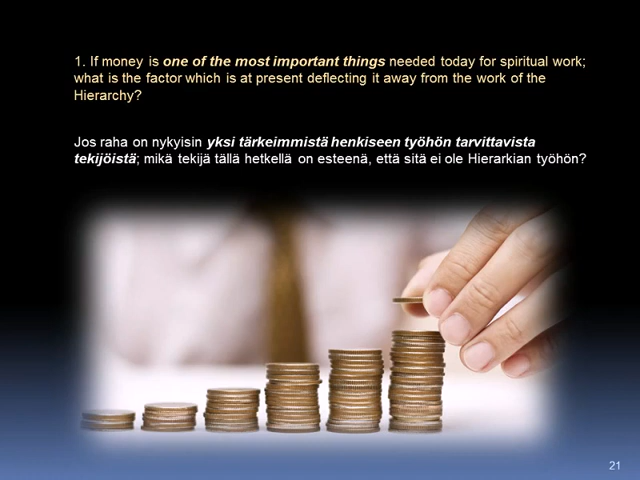 1. If money is one of the most important things needed today for spiritual work;
what is the factor which is at present deflecting it away from the work of the
Hierarchy?
Jos raha on nykyisin yksi tärkeimmistä henkiseen työhön tarvittavista
tekijöistä; mikä tekijä tällä hetkellä on esteenä, että sitä ei ole Hierarkian työhön?
21